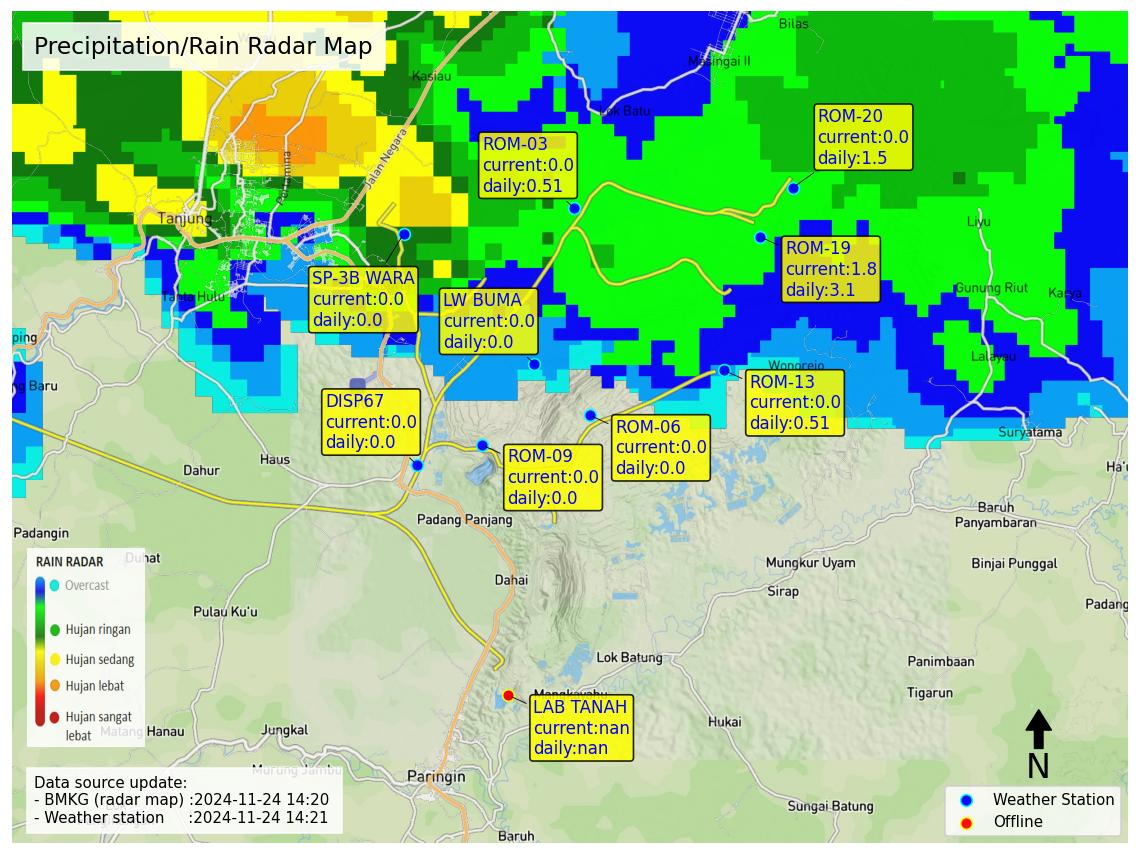 Precipitation/Rain Radar Map
Bilas
Masingai II
Kasiau
Lok Batu
Jalan Negara
ROM-20
current:0.0
daily:1.5
ROM-03
current:0.0
daily:0.51
Tanjung
Liyu
ROM-19
current:1.8
daily:3.1
SP-3B WARA
current:0.0
daily:0.0
LW BUMA
current:0.0
daily:0.0
Tanta Hulu
Gunung Riut
Karya
ping
Lalayau
Wonorejo
ng Baru
ROM-13
current:0.0
daily:0.51
DISP67
current:0.0
daily:0.0
ROM-06
current:0.0
daily:0.0
Suryatama
ROM-09
current:0.0
daily:0.0
Dahur
Haus
Padang Panjang
Baruh
Panyambaran
Padangin
RAIN RADAR
Overcast
Hujan ringan
Hujan sedang
Hujan lebat
Hujan sangat
lebat
Duhat
Dahai
Mungkur Uyam
Binjai Punggal
Sirap
Padang
Pulau Ku'u
Lok Batung
Panimbaan
Tigarun
LAB TANAH
current:nan
daily:nan
Hukai
Hanau
Jungkal
Murung Jambu
Paringin
N
Data source update:
- BMKG (radar map) :2024-11-24 14:20
- Weather station :2024-11-24 14:21
Sungai Batung
Baruh
Weather Station
Offline